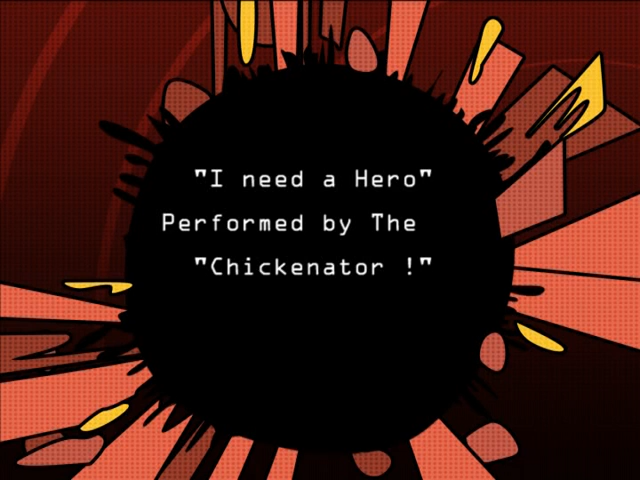 "I need a Hero"
Performed by The
"Chickenator !"